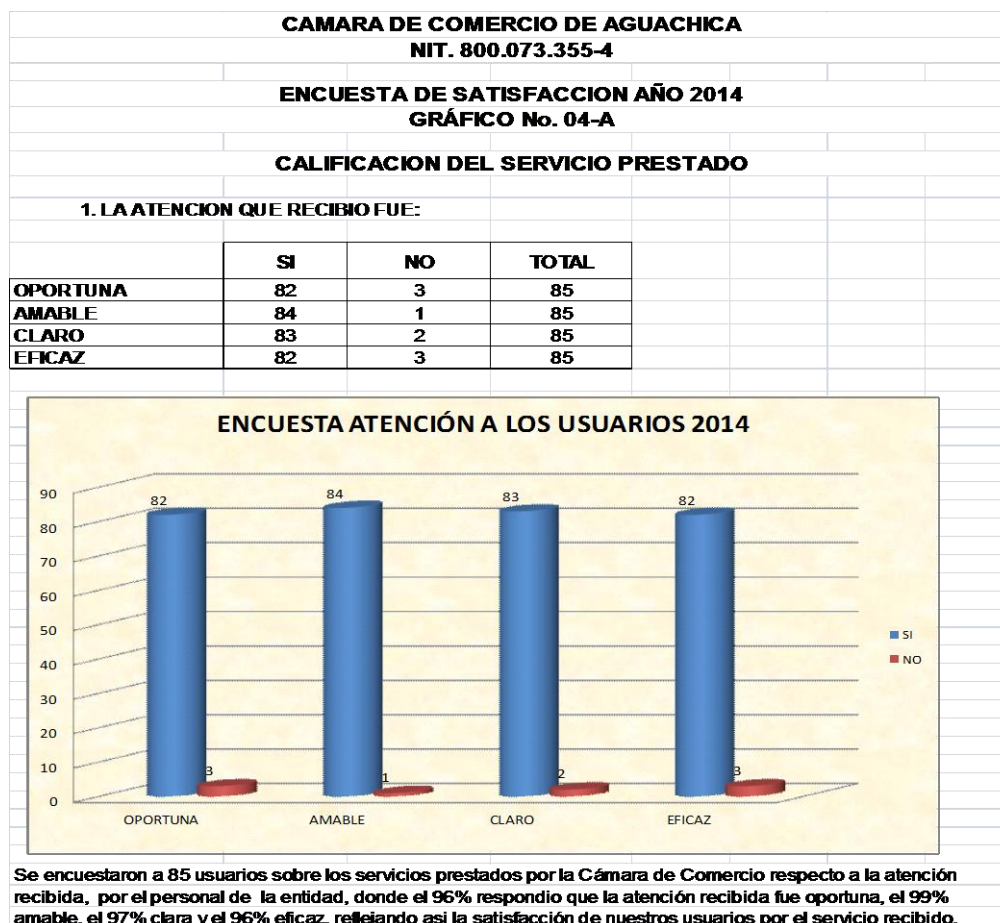 CAMARA DE COMERCIO DE AGUACHICA
NIT. 800.073.355-4
ENCUESTA DE SATISFACCION AÑO 2014
GRÁFICO No. 04-A
CALIFICACION DEL SERVICIO PRESTADO
1. LA ATENCION QUE RECIBIO FUE:
SI NO TOTAL
OPORTUNA 82 3 85
AMABLE 84 1 85
CLARO 83 2 85
EFICAZ 82 3 85
ENCUESTA ATENCIÓN A LOS USUARIOS 2014
90
80
70
60
50
40
30
20
10
0
82 84 83 82
3 1 2 3
OPORTUNA AMABLE CLARO EFICAZ
SI
NO
Se encuestaron a 85 usuarios sobre los servicios prestados por la Cámara de Comercio respecto a la atención
recibida, por el personal de la entidad, donde el 96% respondio que la atención recibida fue oportuna, el 99%
amable, el 97% clara y el 96% eficaz, reflejando asi la satisfacción de nuestros usuarios por el servicio recibido.